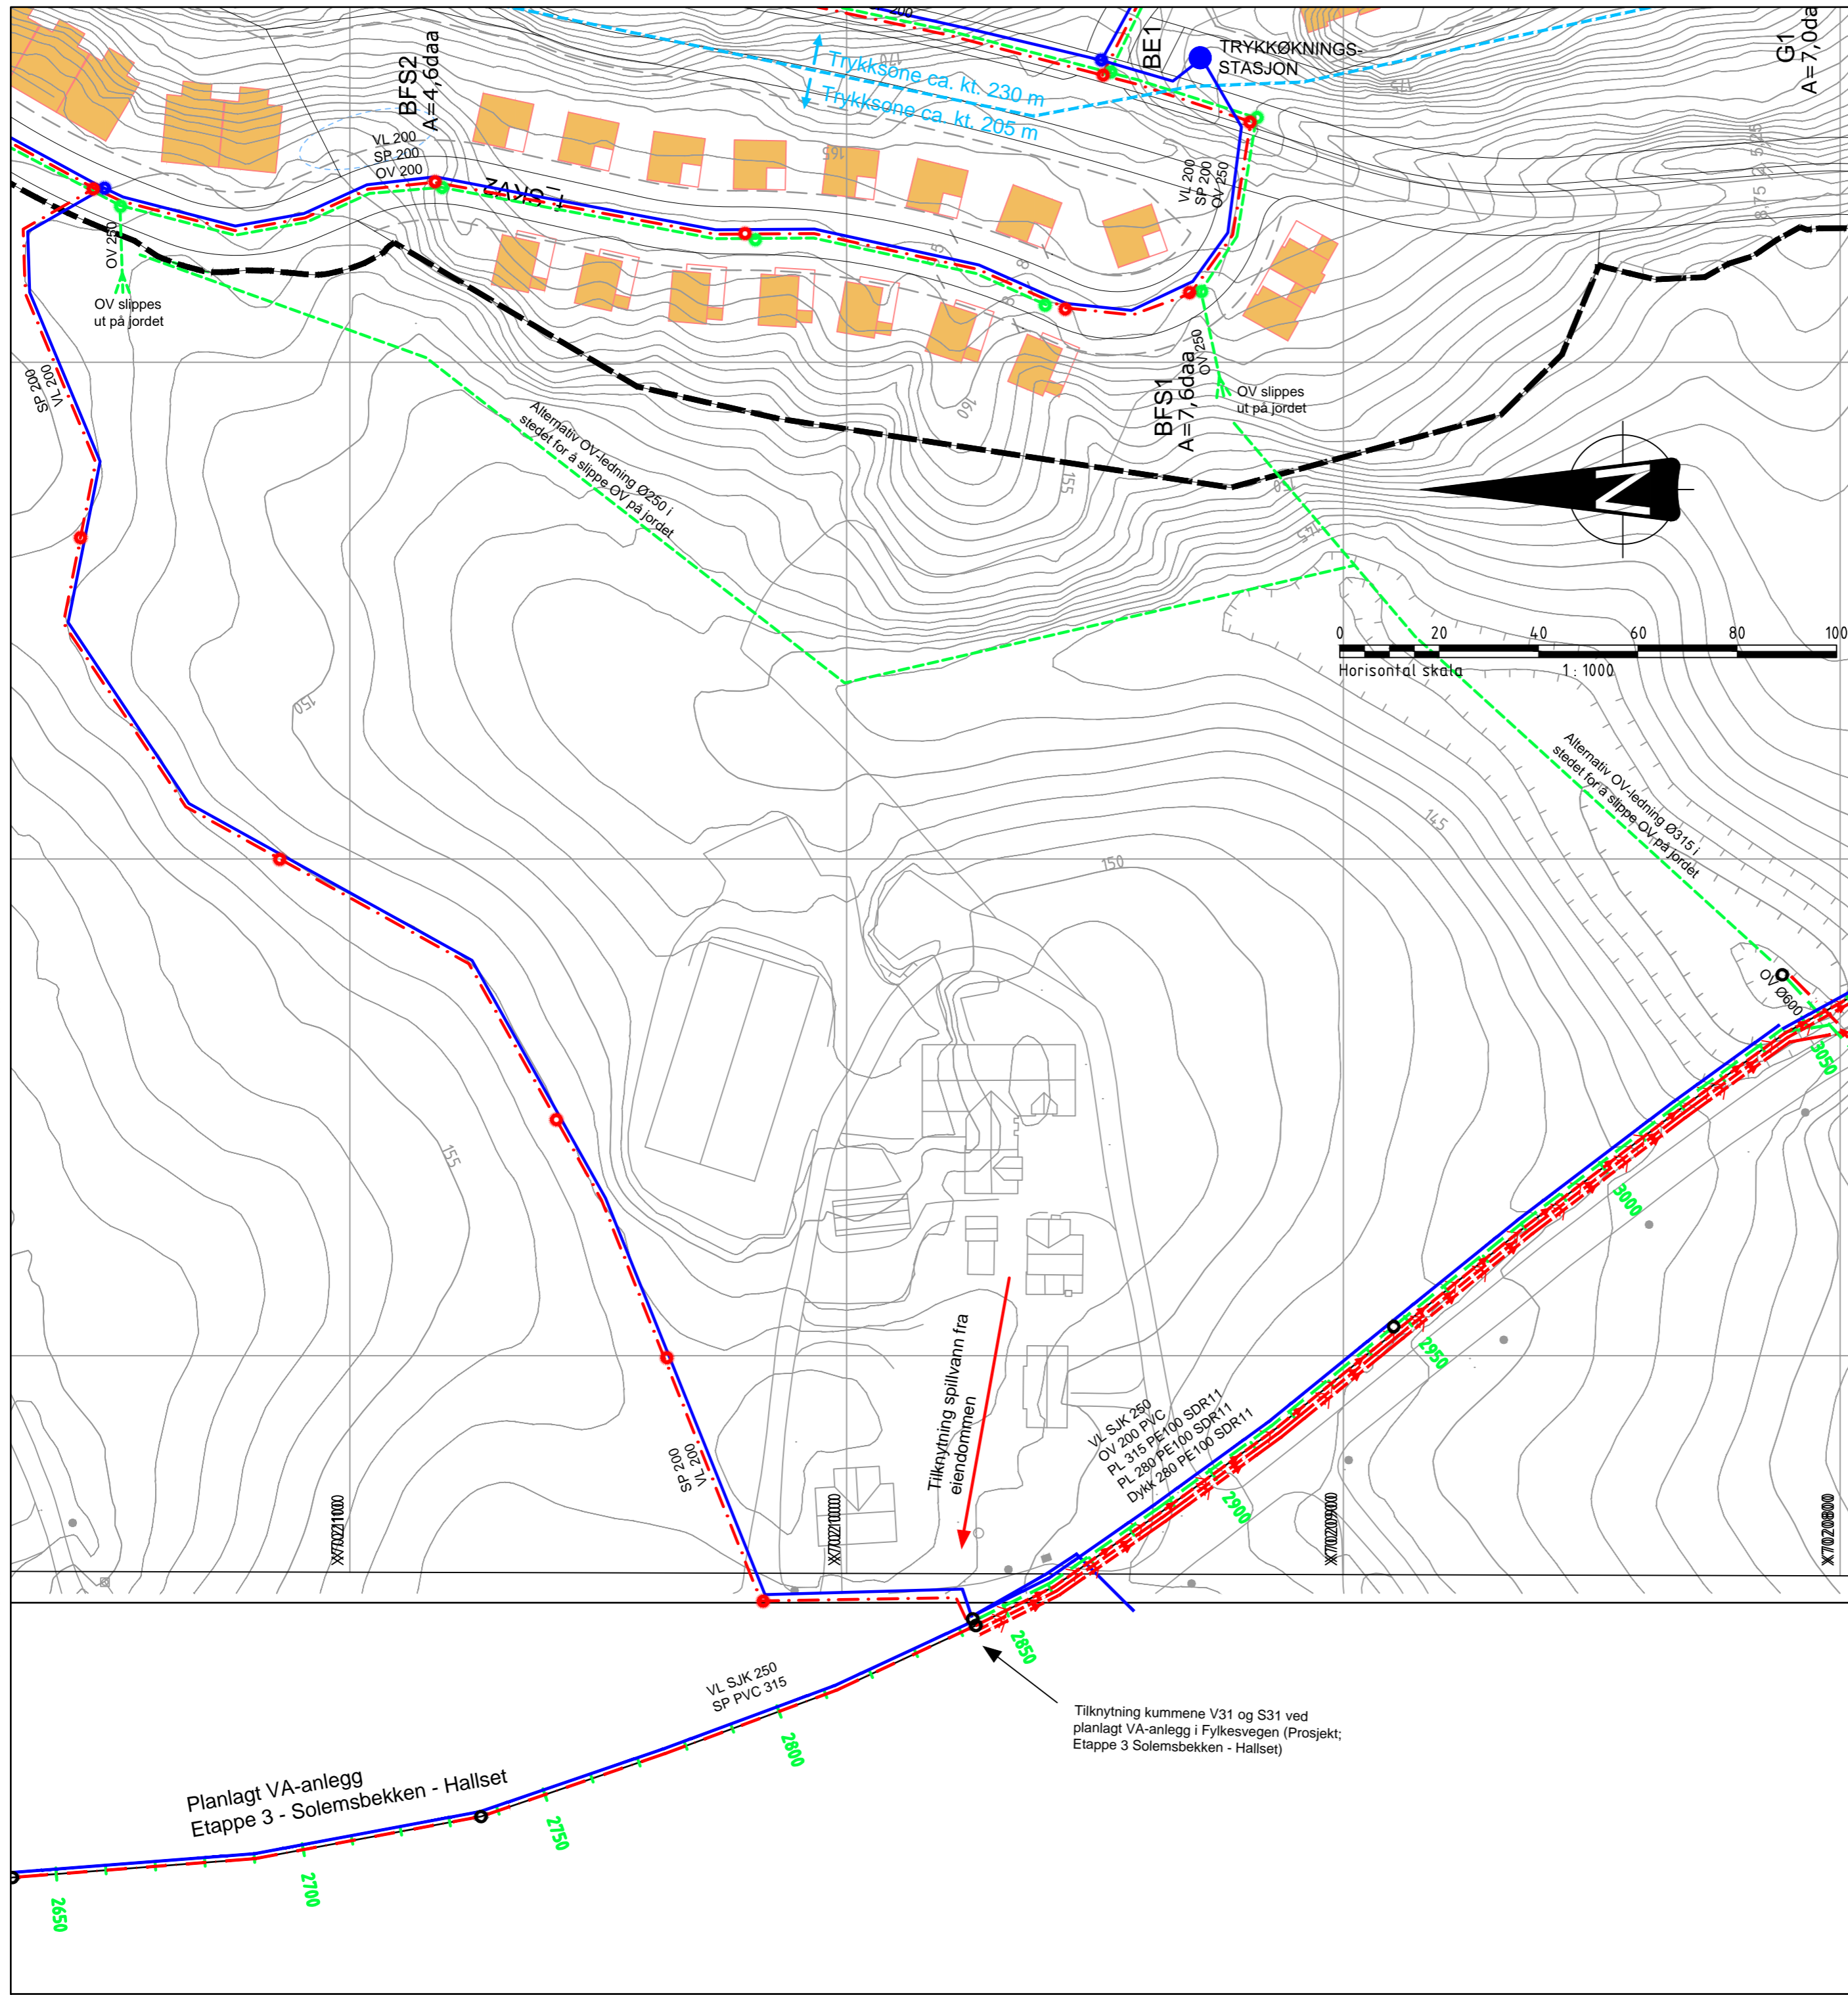 BE1
TRYKKØKNINGS-
STASJON
G1
A=7,0da
170
175
Trykksone ca. kt. 230 m
Trykksone ca. kt. 205 m
BFS2
A=4,6daa
VL 200
SP 200
OV 200
165
VL 200
SP 200
OV 250
OV 250
OV slippes
ut på jordet
SP 200
VL 200
Alternativ OV-ledning Ø250 i
stedet for å slippe OV på jordet
160
155
BFS1
A=7,6daa
OV 250
OV slippes
ut på jordet
150
145
N
0 20 40 60 80 100
Horisontal skala 1 : 1000
Alternativ OV-ledning Ø315 i
stedet for å slippe OV på jordet
150
145
150
155
OV Ø600
3050
3000
2950
2900
2850
Tilknytning spillvann fra
eiendommen
VL SJK 250
OV 200 PVC
PL 315 PE100 SDR11
PL 280 PE100 SDR11
Dykk 280 PE100 SDR11
SP 200
VL 200
X7021100
X7021000
X7020900
X7020800
VL SJK 250
SP PVC 315
Tilknytning kummene V31 og S31 ved
planlagt VA-anlegg i Fylkesvegen (Prosjekt;
Etappe 3 Solemsbekken - Hallset)
Planlagt VA-anlegg
Etappe 3 - Solemsbekken - Hallset
2800
2750
2700
2650